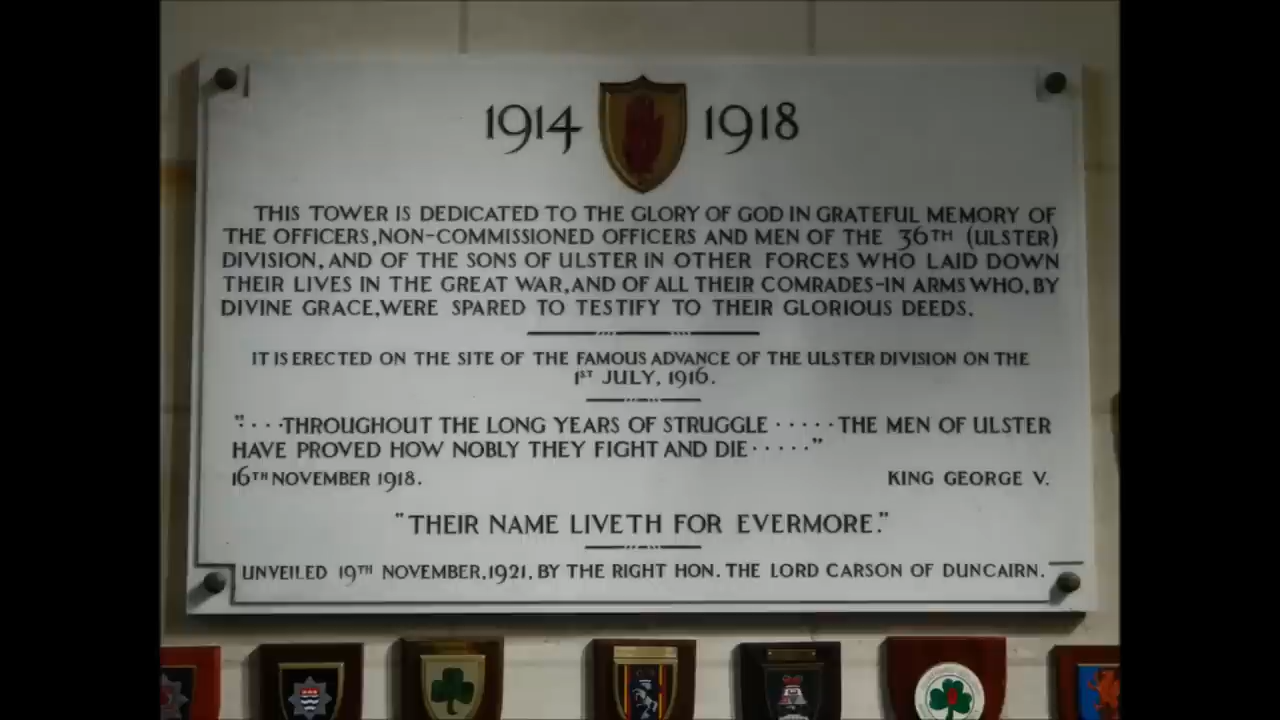 1914 1918
THIS TOWER IS DEDICATED TO THE GLORY OF GOD IN GRATEFUL MEMORY OF
THE OFFICERS, NON-COMMISSIONED OFFICERS AND MEN OF THE 36TH (ULSTER)
DIVISION, AND OF THE SONS OF ULSTER IN OTHER FORCES WHO LAID DOWN
THEIR LIVES IN THE GREAT WAR, AND OF ALL THEIR COMRADES-IN ARMS WHO, BY
DIVINE GRACE, WERE SPARED TO TESTIFY TO THEIR GLORIOUS DEEDS.
IT IS ERECTED ON THE SITE OF THE FAMOUS ADVANCE OF THE ULSTER DIVISION ON THE
1ST JULY, 1916.
"· · · ·THROUGHOUT THE LONG YEARS OF STRUGGLE · · · · · THE MEN OF ULSTER
HAVE PROVED HOW NOBLY THEY FIGHT AND DIE · · · · ·"
16TH NOVEMBER 1918. KING GEORGE V.
"THEIR NAME LIVETH FOR EVERMORE."
UNVEILED 19TH NOVEMBER, 1921, BY THE RIGHT HON. THE LORD CARSON OF DUNCAIRN.